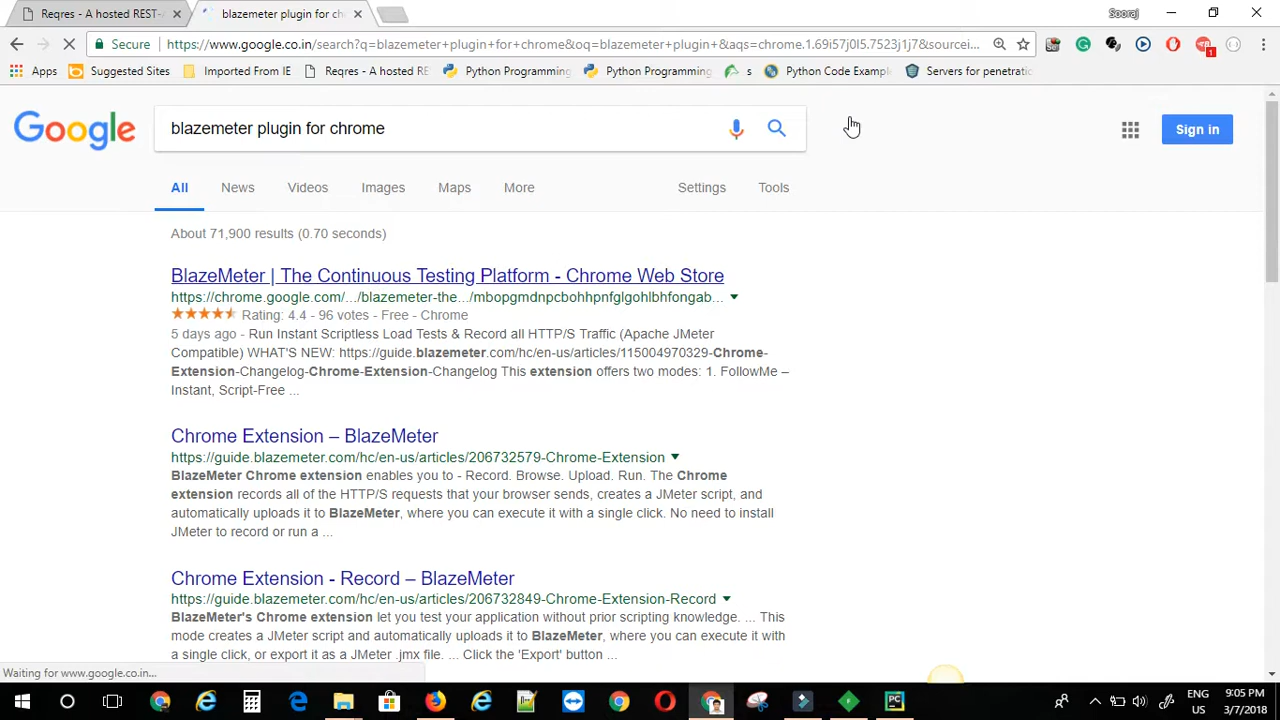 Reqres - A hosted REST-A
blazemeter plugin for ch
Sooraj
Secure
https://www.google.co.in/search?q=blazemeter+plugin+for+chrome&oq=blazemeter+plugin+&aqs=chrome.1.69i57j0l5.7523j1j7&sourcei...
Apps
Suggested Sites
Imported From IE
Reqres - A hosted RE
Python Programming
Python Programming
s
Python Code Example
Servers for penetrati
1
Google
blazemeter plugin for chrome
Sign in
All
News
Videos
Images
Maps
More
Settings
Tools
About 71,900 results (0.70 seconds)
BlazeMeter | The Continuous Testing Platform - Chrome Web Store
https://chrome.google.com/.../blazemeter-the.../mbopgmdnpcbohhpnfglgohlbhfongab...
Rating: 4.4 - 96 votes - Free - Chrome
5 days ago - Run Instant Scriptless Load Tests & Record all HTTP/S Traffic (Apache JMeter
Compatible) WHAT'S NEW: https://guide.blazemeter.com/hc/en-us/articles/115004970329-Chrome-
Extension-Changelog-Chrome-Extension-Changelog This extension offers two modes: 1. FollowMe –
Instant, Script-Free ...
Chrome Extension – BlazeMeter
https://guide.blazemeter.com/hc/en-us/articles/206732579-Chrome-Extension
BlazeMeter Chrome extension enables you to - Record. Browse. Upload. Run. The Chrome
extension records all of the HTTP/S requests that your browser sends, creates a JMeter script, and
automatically uploads it to BlazeMeter, where you can execute it with a single click. No need to install
JMeter to record or run a ...
Chrome Extension - Record – BlazeMeter
https://guide.blazemeter.com/hc/en-us/articles/206732849-Chrome-Extension-Record
BlazeMeter's Chrome extension let you test your application without prior scripting knowledge. ... This
mode creates a JMeter script and automatically uploads it to BlazeMeter, where you can execute it with
a single click, or export it as a JMeter .jmx file. ... Click the 'Export' button ...
Waiting for www.google.co.in...
PC
ENG
US
9:05 PM
3/7/2018